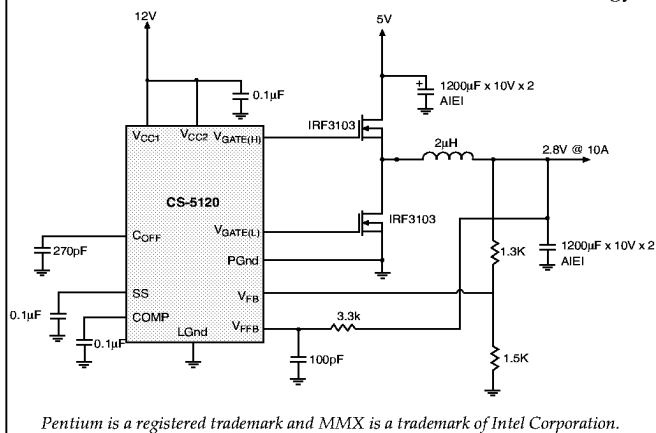 12V
5V
0.1µF
1200µF x 10V x 2
AIEI
IRF3103
VCC1
VCC2
VGATE(H)
2µH
2.8V @ 10A
CS-5120
VGATE(L)
IRF3103
COFF
270pF
PGnd
1.3K
1200µF x 10V x 2
AIEI
SS
VFB
0.1µF
COMP
VFFB
3.3k
0.1µF
LGnd
100pF
1.5K
Pentium is a registered trademark and MMX is a trademark of Intel Corporation.